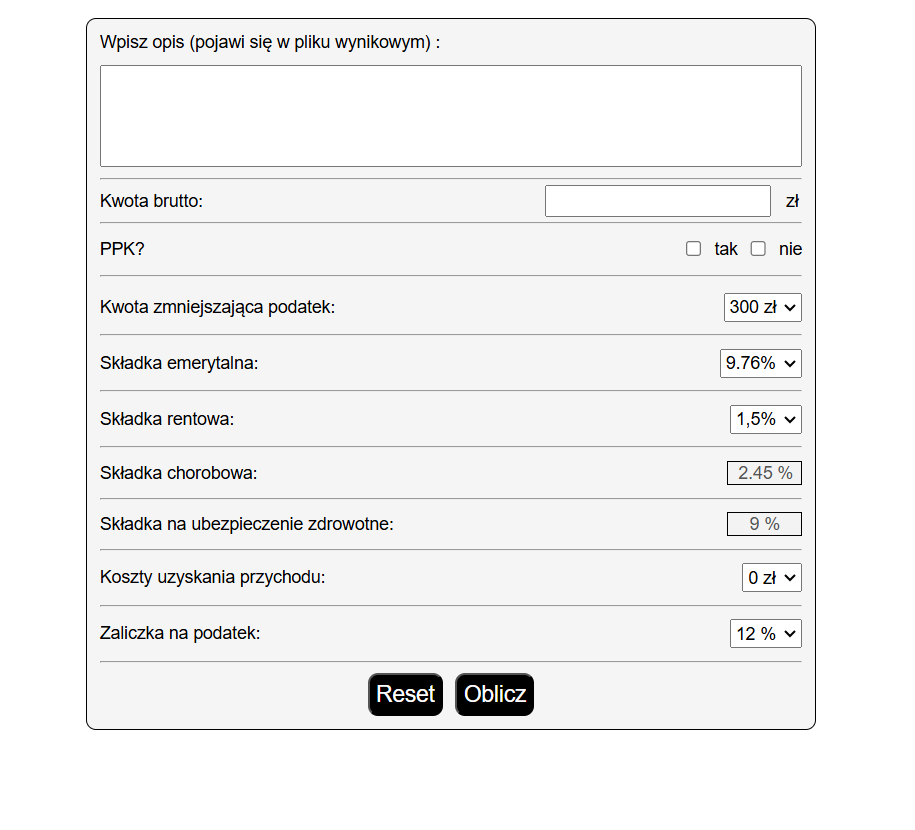 Wpisz opis (pojawi się w pliku wynikowym) :
Kwota brutto: zł
PPK? tak nie
Kwota zmniejszająca podatek: 300 zł
Składka emerytalna: 9.76%
Składka rentowa: 1,5%
Składka chorobowa: 2.45 %
Składka na ubezpieczenie zdrowotne: 9 %
Koszty uzyskania przychodu: 0 zł
Zaliczka na podatek: 12 %
Reset Oblicz